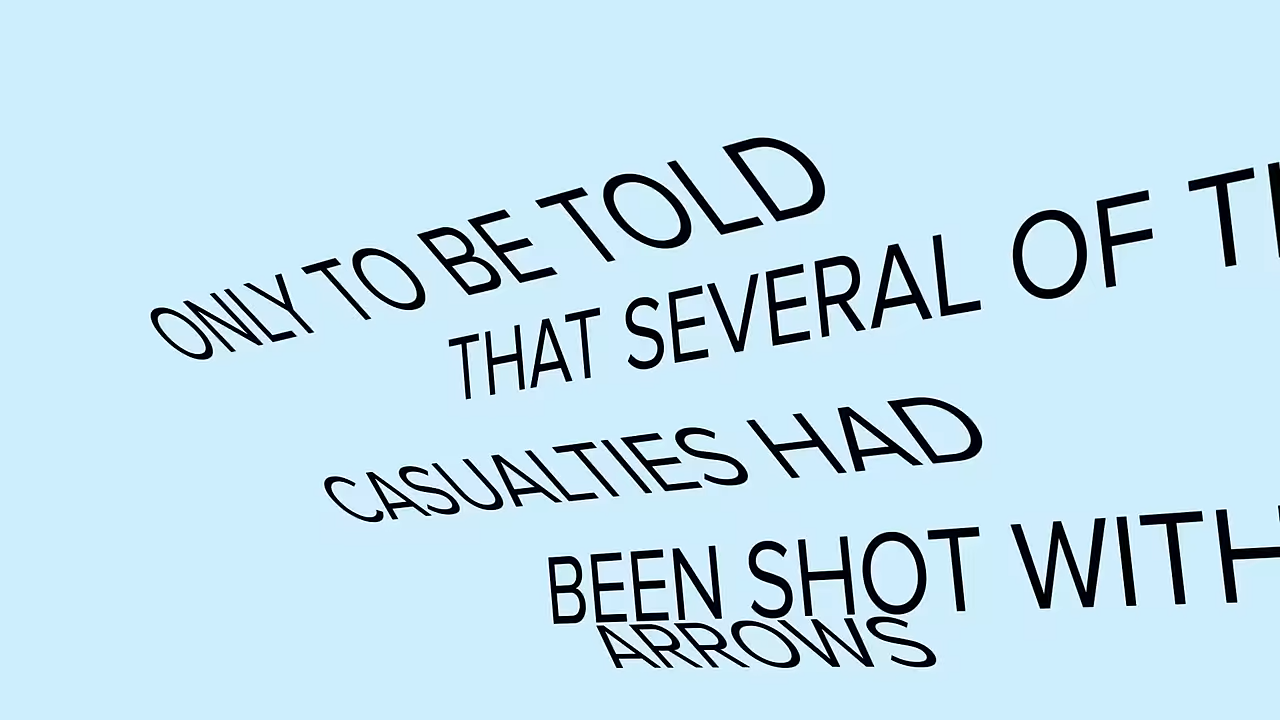 ONLY TO BE TOLD
THAT SEVERAL OF
CASUALTIES HAD
BEEN SHOT WITH
ARROWS